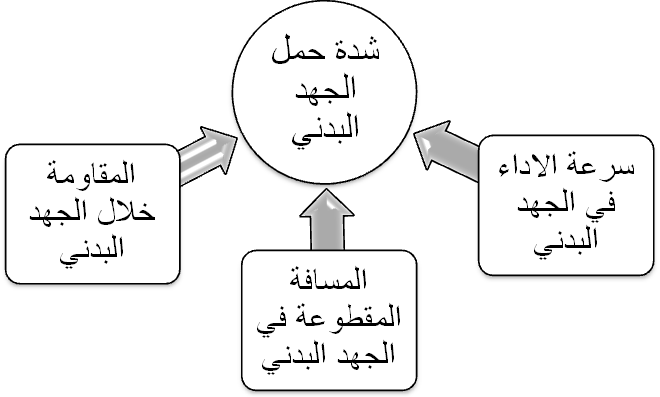 شدة حمل
الجهد
البدني
سرعة الاداء
في الجهد
البدني
المسافة
المقطوعة في
الجهد البدني
المقاومة
خلال الجهد
البدني